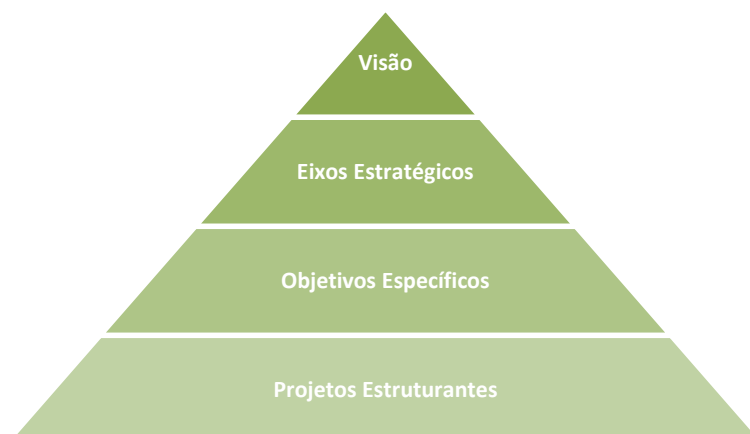 Visão
Eixos Estratégicos
Objetivos Específicos
Projetos Estruturantes